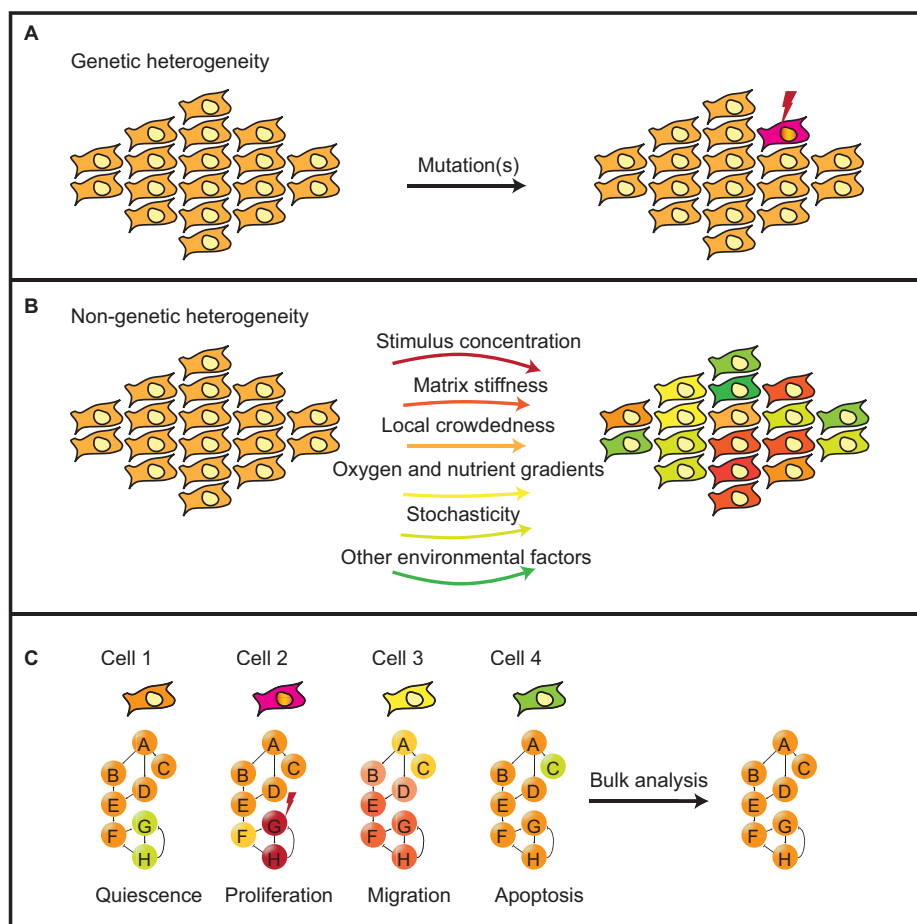 A
Genetic heterogeneity
Mutation(s)
B
Non-genetic heterogeneity
Stimulus concentration
Matrix stiffness
Local crowdedness
Oxygen and nutrient gradients
Stochasticity
Other environmental factors
C
Cell 1 Cell 2 Cell 3 Cell 4
A A A A A
B C B C B C B C B C
D D D D D
E E E E E
F G F G F G F G F G
H H H H H
Bulk analysis
Quiescence Proliferation Migration Apoptosis